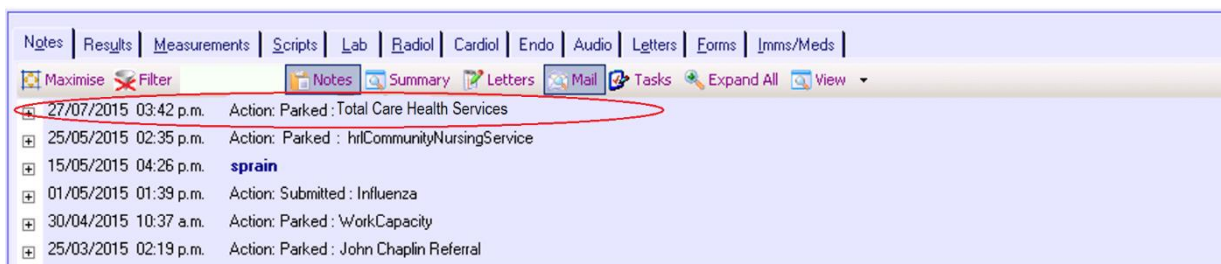 Notes Results Measurements Scripts Lab Radiol Cardiol Endo Audio Letters Forms Imms/Meds
Maximise Filter Notes Summary Letters Mail Tasks Expand All View
27/07/2015 03:42 p.m. Action: Parked : Total Care Health Services
25/05/2015 02:35 p.m. Action: Parked : hrlCommunityNursingService
15/05/2015 04:26 p.m. sprain
01/05/2015 01:39 p.m. Action: Submitted : Influenza
30/04/2015 10:37 a.m. Action: Parked : WorkCapacity
25/03/2015 02:19 p.m. Action: Parked : John Chaplin Referral